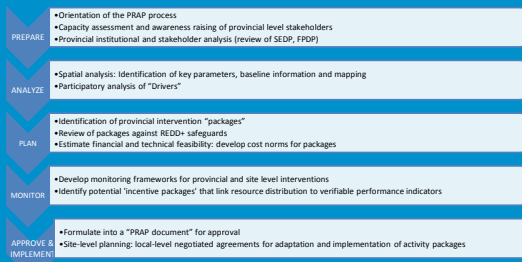 PREPARE
•Orientation of the PRAP process
•Capacity assessment and awareness raising of provincial level stakeholders
•Provincial institutional and stakeholder analysis (review of SEDP, FPDP)
ANALYZE
•Spatial analysis: Identification of key parameters, baseline information and mapping
•Participatory analysis of "Drivers"
PLAN
•Identification of provincial intervention "packages"
•Review of packages against REDD+ safeguards
•Estimate financial and technical feasibility: develop cost norms for packages
MONITOR
•Develop monitoring frameworks for provincial and site level interventions
•Identify potential 'incentive packages' that link resource distribution to verifiable performance indicators
APPROVE &
IMPLEMENT
•Formulate into a "PRAP document" for approval
•Site-level planning: local-level negotiated agreements for adaptation and implementation of activity packages